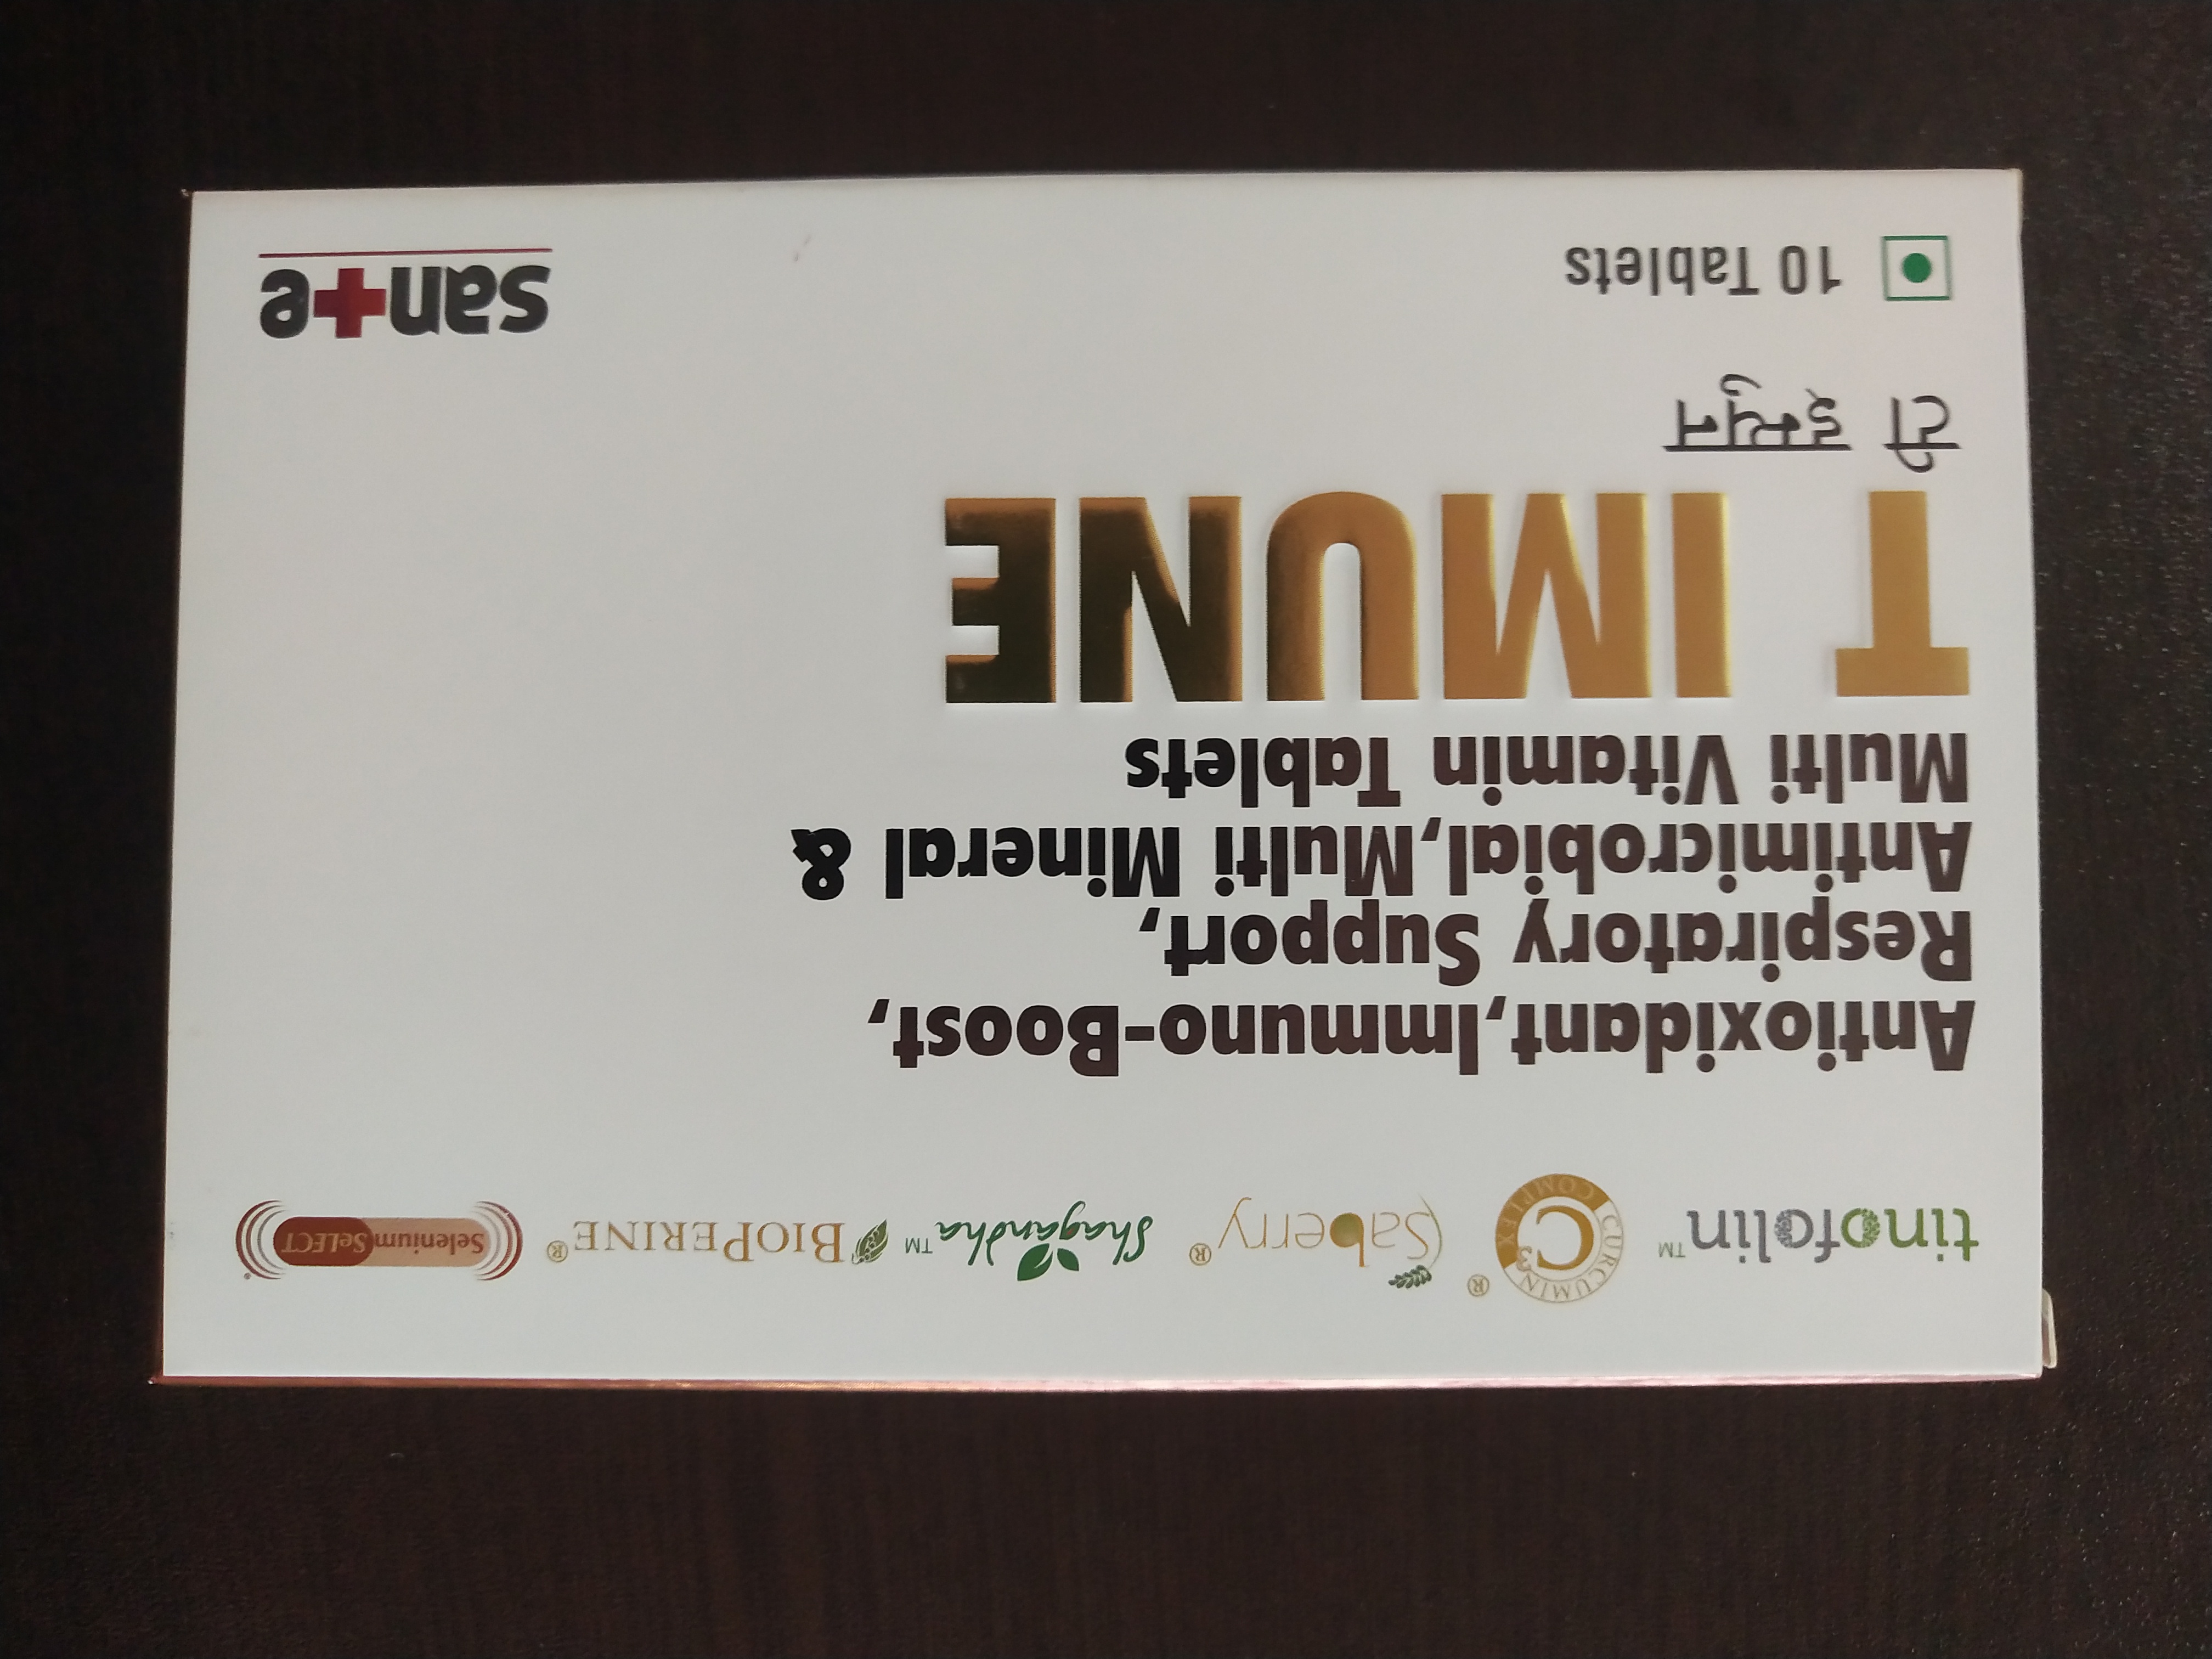 tinofolin™ CURCUMIN C3 COMPLEX ® Saberry® Shagandha™ BIOPERINE® Selenium SELECT®
Antioxidant,Immuno-Boost,
Respiratory Support,
Antimicrobial,Multi Mineral &
Multi Vitamin Tablets
T IMUNE
टी इम्युन
10 Tablets
san+e